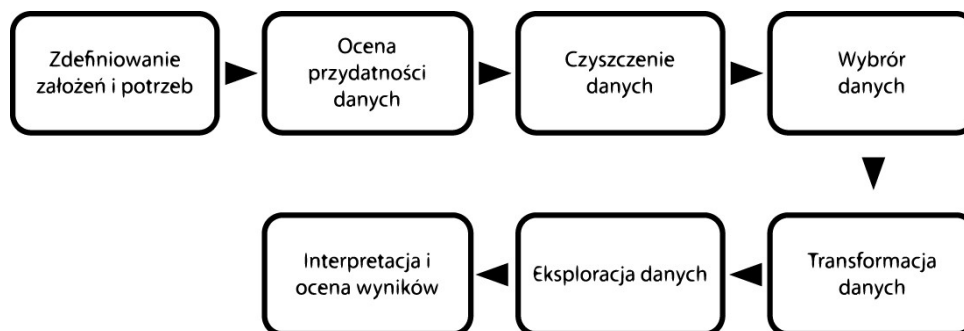 Zdefiniowanie
założeń i potrzeb
Ocena
przydatności
danych
Czyszczenie
danych
Wybrór
danych
Transformacja
danych
Eksploracja danych
Interpretacja i
ocena wyników